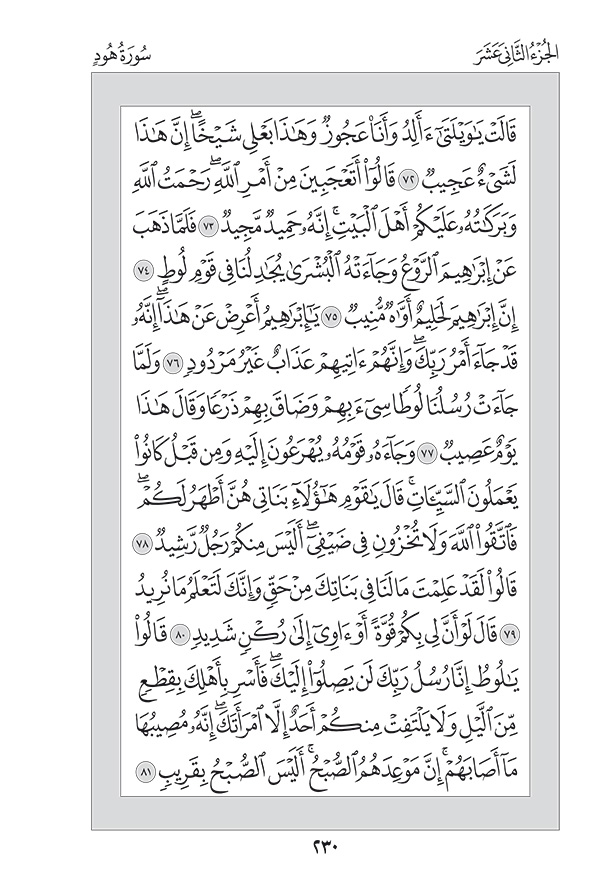 الجُزْءُ الثَّانِي عَشَرَ
سُورَةُ هُودٍ
قَالَتْ يَٰوَيْلَتَىٰٓ ءَأَلِدُ وَأَنَا۠ عَجُوزٌ وَهَٰذَا بَعْلِى شَيْخًا ۖ إِنَّ هَٰذَا
لَشَىْءٌ عَجِيبٌ ٧٢ قَالُوٓا۟ أَتَعْجَبِينَ مِنْ أَمْرِ ٱللَّهِ ۖ رَحْمَتُ ٱللَّهِ
وَبَرَكَٰتُهُۥ عَلَيْكُمْ أَهْلَ ٱلْبَيْتِ ۚ إِنَّهُۥ حَمِيدٌ مَّجِيدٌ ٧٣ فَلَمَّا ذَهَبَ
عَنْ إِبْرَٰهِيمَ ٱلرَّوْعُ وَجَآءَتْهُ ٱلْبُشْرَىٰ يُجَٰدِلُنَا فِى قَوْمِ لُوطٍ ٧٤
إِنَّ إِبْرَٰهِيمَ لَحَلِيمٌ أَوَّٰهٌ مُّنِيبٌ ٧٥ يَٰٓإِبْرَٰهِيمُ أَعْرِضْ عَنْ هَٰذَآ ۖ إِنَّهُۥ
قَدْ جَآءَ أَمْرُ رَبِّكَ ۖ وَإِنَّهُمْ ءَاتِيهِمْ عَذَابٌ غَيْرُ مَرْدُودٍ ٧٦ وَلَمَّا
جَآءَتْ رُسُلُنَا لُوطًا سِىٓءَ بِهِمْ وَضَاقَ بِهِمْ ذَرْعًا وَقَالَ هَٰذَا
يَوْمٌ عَصِيبٌ ٧٧ وَجَآءَهُۥ قَوْمُهُۥ يُهْرَعُونَ إِلَيْهِ وَمِن قَبْلُ كَانُوا۟
يَعْمَلُونَ ٱلسَّيِّـَٔاتِ ۚ قَالَ يَٰقَوْمِ هَٰٓؤُلَآءِ بَنَاتِى هُنَّ أَطْهَرُ لَكُمْ ۖ
فَٱتَّقُوا۟ ٱللَّهَ وَلَا تُخْزُونِ فِى ضَيْفِىٓ ۖ أَلَيْسَ مِنكُمْ رَجُلٌ رَّشِيدٌ ٧٨
قَالُوا۟ لَقَدْ عَلِمْتَ مَا لَنَا فِى بَنَاتِكَ مِنْ حَقٍّ وَإِنَّكَ لَتَعْلَمُ مَا نُرِيدُ
٧٩ قَالَ لَوْ أَنَّ لِى بِكُمْ قُوَّةً أَوْ ءَاوِىٓ إِلَىٰ رُكْنٍ شَدِيدٍ ٨٠ قَالُوا۟
يَٰلُوطُ إِنَّا رُسُلُ رَبِّكَ لَن يَصِلُوٓا۟ إِلَيْكَ ۖ فَأَسْرِ بِأَهْلِكَ بِقِطْعٍ
مِّنَ ٱلَّيْلِ وَلَا يَلْتَفِتْ مِنكُمْ أَحَدٌ إِلَّا ٱمْرَأَتَكَ ۖ إِنَّهُۥ مُصِيبُهَا
مَآ أَصَابَهُمْ ۚ إِنَّ مَوْعِدَهُمُ ٱلصُّبْحُ ۚ أَلَيْسَ ٱلصُّبْحُ بِقَرِيبٍ ٨١
٢٣٠